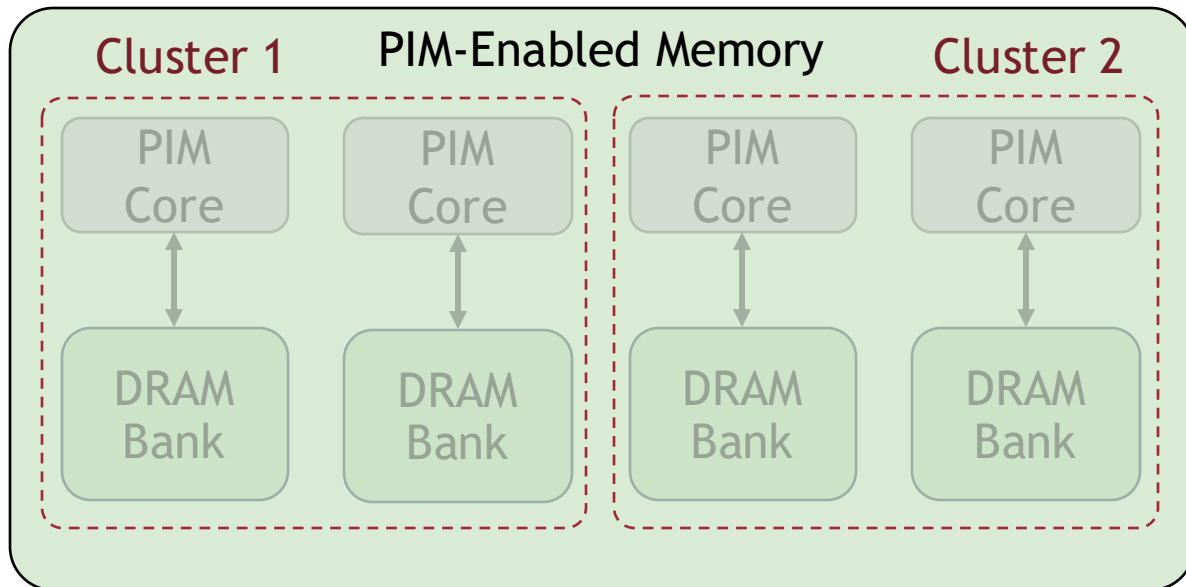 Cluster 1
PIM-Enabled Memory
Cluster 2
PIM
Core
PIM
Core
PIM
Core
PIM
Core
DRAM
Bank
DRAM
Bank
DRAM
Bank
DRAM
Bank